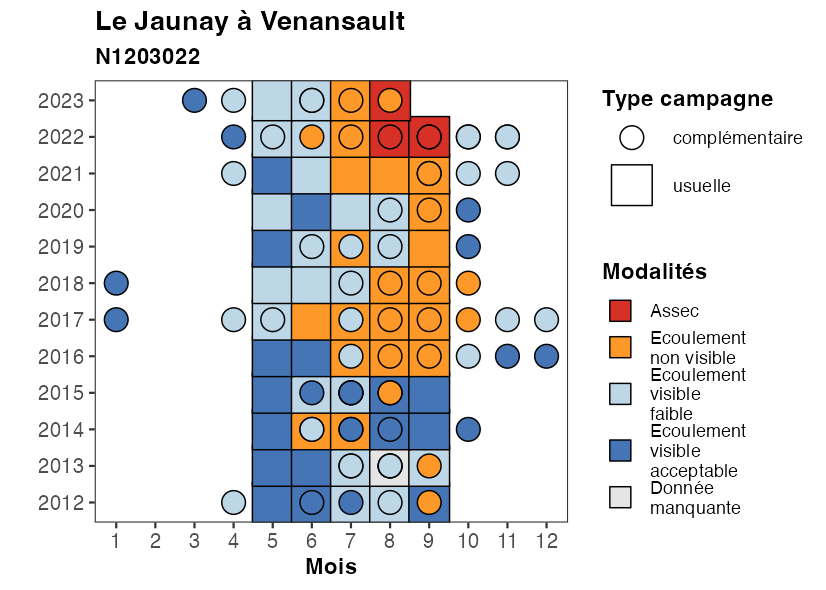 Le Jaunay à Venansault
N1203022
2023
2022
2021
2020
2019
2018
2017
2016
2015
2014
2013
2012
1 2 3 4 5 6 7 8 9 10 11 12
Mois
Type campagne
complémentaire
usuelle
Modalités
Assec
Ecoulement
non visible
Ecoulement
visible
faible
Ecoulement
visible
acceptable
Donnée
manquante